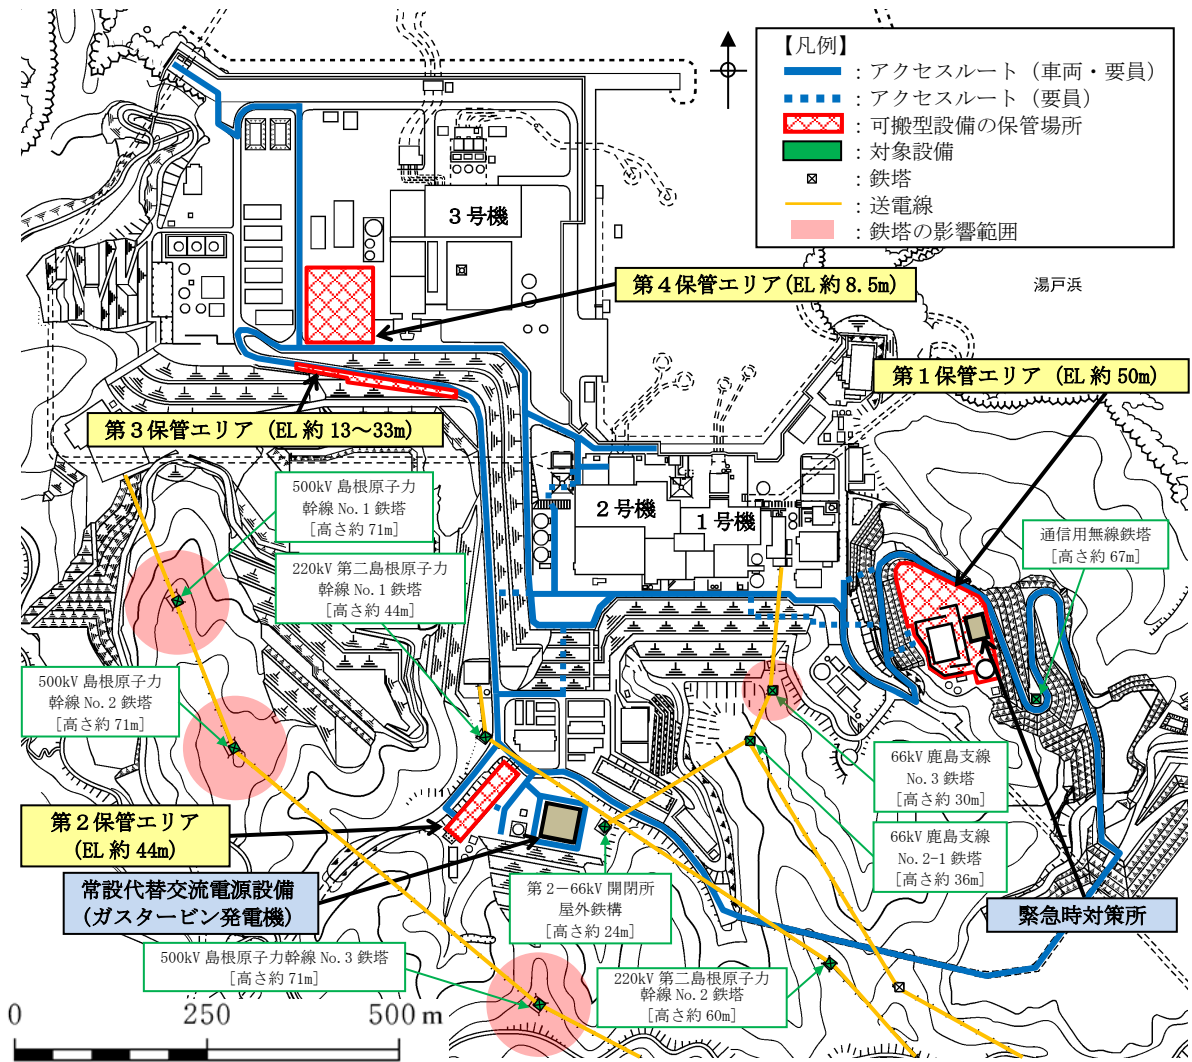 【凡例】
：アクセスルート（車両・要員）
：アクセスルート（要員）
：可搬型設備の保管場所
：対象設備
：鉄塔
：送電線
：鉄塔の影響範囲
3号機
第4保管エリア(EL 約 8.5m)
湯戸浜
第1保管エリア (EL 約 50m)
第3保管エリア (EL 約 13～33m)
500kV 島根原子力
幹線 No.1 鉄塔
[高さ約 71m]
2号機
1号機
通信用無線鉄塔
[高さ約 67m]
220kV 第二島根原子力
幹線 No.1 鉄塔
[高さ約 44m]
500kV 島根原子力
幹線 No.2 鉄塔
[高さ約 71m]
66kV 鹿島支線
No.3 鉄塔
[高さ約 30m]
第2保管エリア
(EL 約 44m)
66kV 鹿島支線
No.2-1 鉄塔
[高さ約 36m]
常設代替交流電源設備
(ガスタービン発電機)
第2－66kV 開閉所
屋外鉄構
[高さ約 24m]
緊急時対策所
500kV 島根原子力幹線 No.3 鉄塔
[高さ約 71m]
220kV 第二島根原子力
幹線 No.2 鉄塔
[高さ約 60m]
0 250 500 m